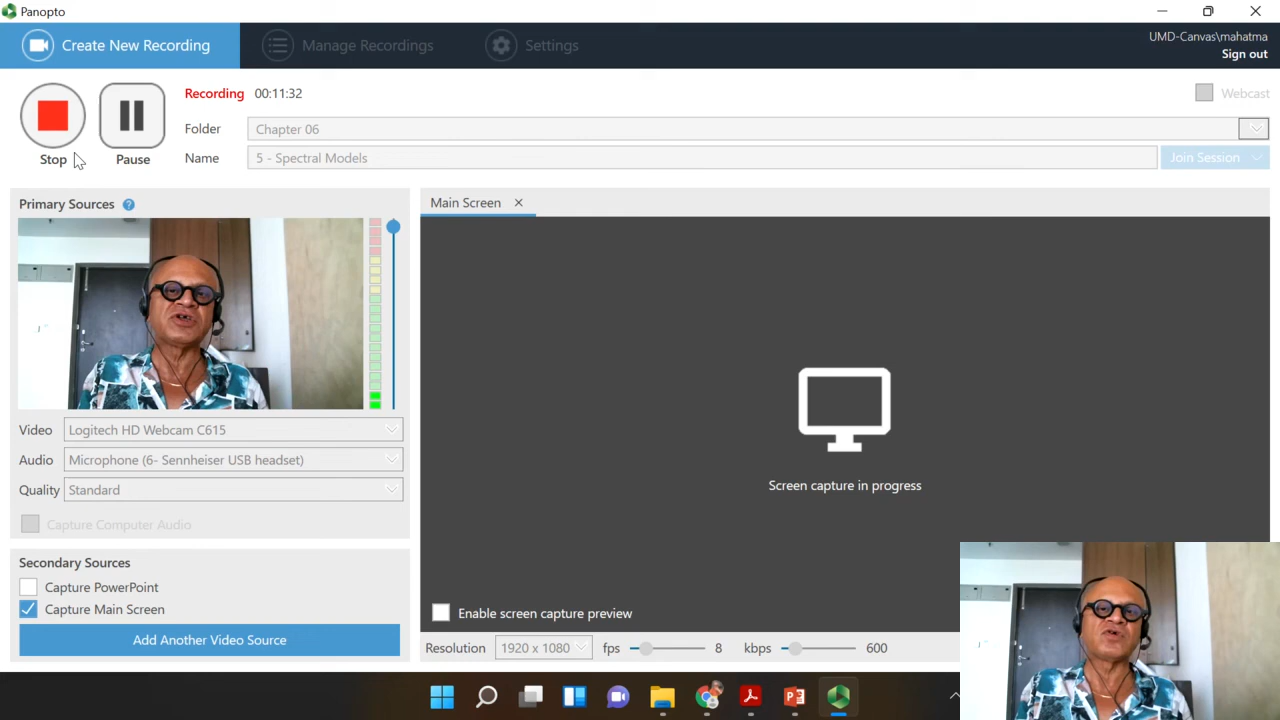 Panopto
Create New Recording
Manage Recordings
Settings
UMD-Canvas\mahatma
Sign out
Recording 00:11:32
Webcast
Folder Chapter 06
Stop Pause
Name 5 - Spectral Models
Join Session
Primary Sources ?
Main Screen ×
Video Logitech HD Webcam C615
Audio Microphone (6- Sennheiser USB headset)
Quality Standard
Capture Computer Audio
Screen capture in progress
Secondary Sources
Capture PowerPoint
Capture Main Screen
Add Another Video Source
Enable screen capture preview
Resolution 1920 x 1080 fps 8 kbps 600